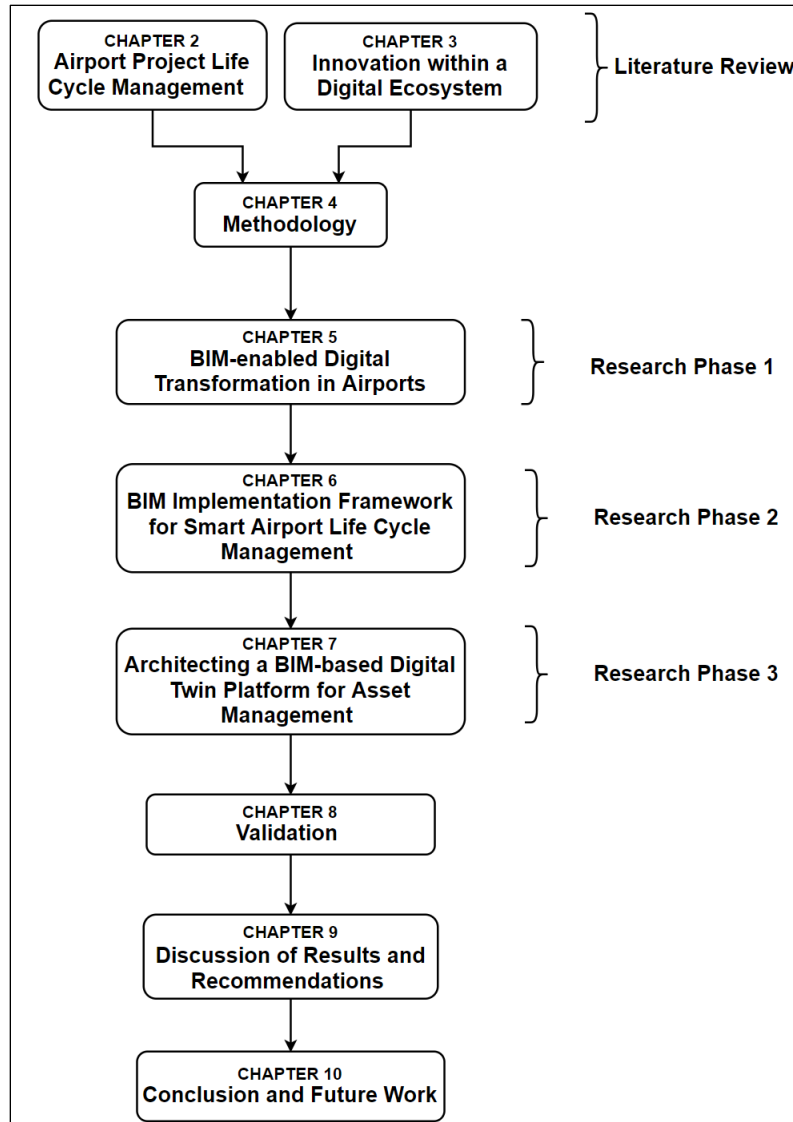 CHAPTER 2
Airport Project Life
Cycle Management
CHAPTER 3
Innovation within a
Digital Ecosystem
Literature Review
CHAPTER 4
Methodology
CHAPTER 5
BIM-enabled Digital
Transformation in Airports
Research Phase 1
CHAPTER 6
BIM Implementation Framework
for Smart Airport Life Cycle
Management
Research Phase 2
CHAPTER 7
Architecting a BIM-based Digital
Twin Platform for Asset
Management
Research Phase 3
CHAPTER 8
Validation
CHAPTER 9
Discussion of Results and
Recommendations
CHAPTER 10
Conclusion and Future Work